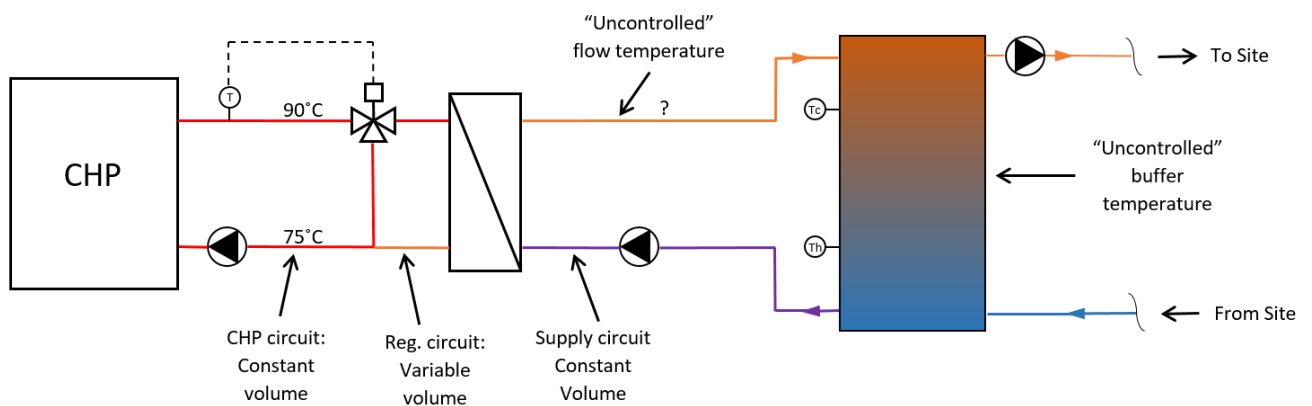 "Uncontrolled"
flow temperature
?
To Site
T
90˚C
CHP
Tc
"Uncontrolled"
buffer
temperature
75˚C
Th
From Site
CHP circuit:
Constant
volume
Reg. circuit:
Variable
volume
Supply circuit
Constant
Volume